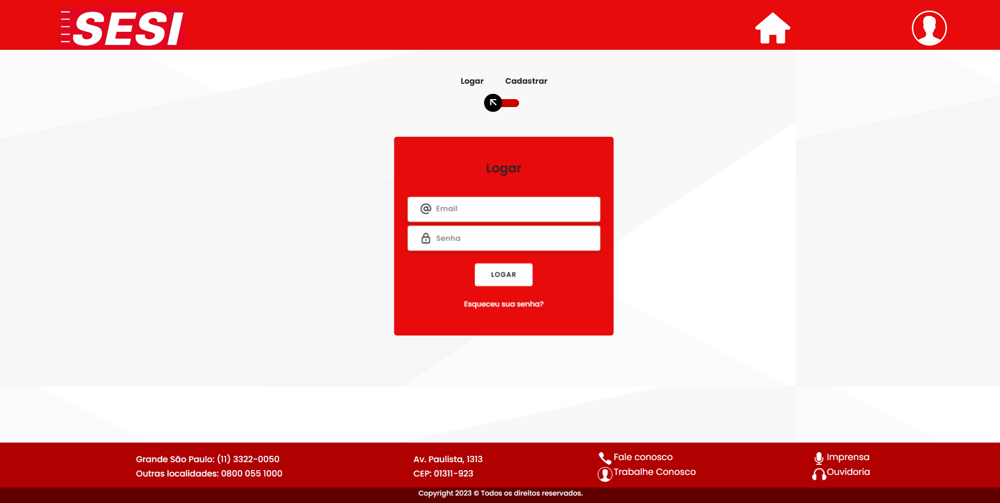 SESI
Logar
Cadastrar
Logar
Email
Senha
LOGAR
Esqueceu sua senha?
Grande São Paulo: (11) 3322-0050
Outras localidades: 0800 055 1000
Av. Paulista, 1313
CEP: 01311-923
Fale conosco
Trabalhe Conosco
Imprensa
Ouvidoria
Copyright 2023 © Todos os direitos reservados.